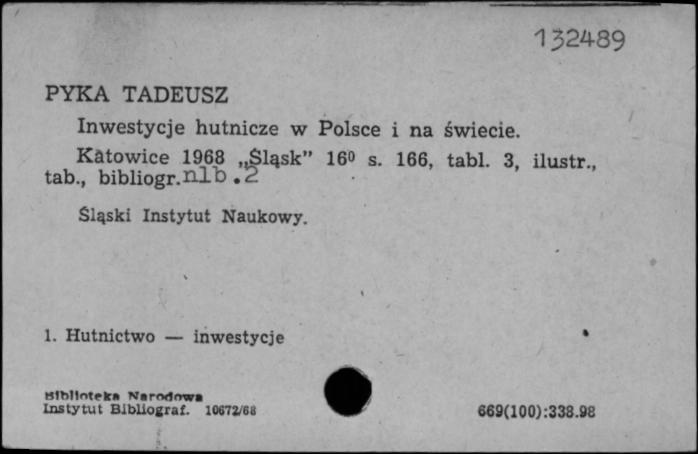 132489
PYKA TADEUSZ
Inwestycje hutnicze w Polsce i na świecie.
Katowice 1968 „Śląsk” 16⁰ s. 166, tabl. 3, ilustr.,
tab., bibliogr. nlb.2
Śląski Instytut Naukowy.
1. Hutnictwo — inwestycje
Biblioteka Narodowa
Instytut Bibliograf. 10672/68
669(100):338.98